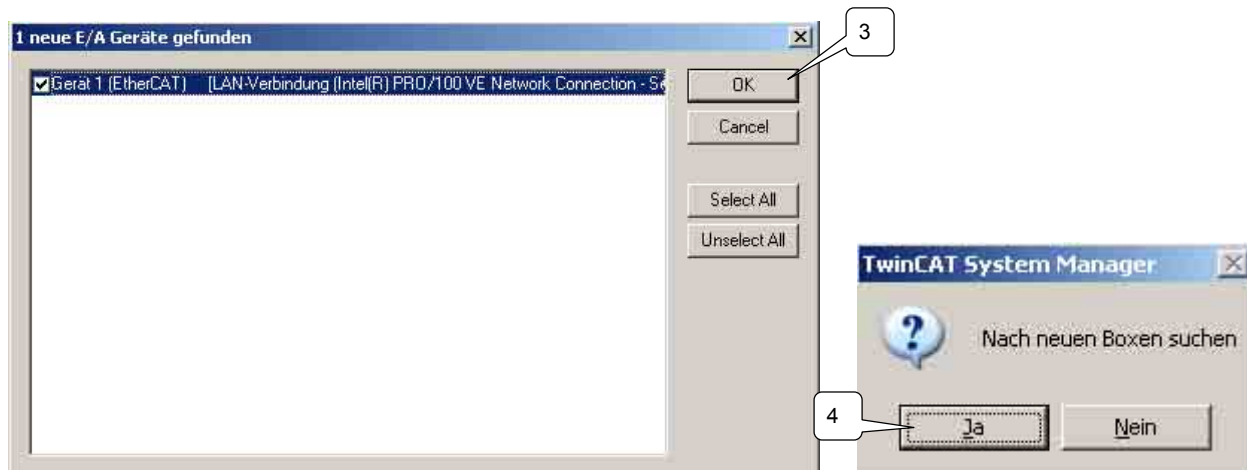 1 neue E/A Geräte gefunden
3
Gerät 1 (EtherCAT) [LAN-Verbindung (Intel(R) PRO/100 VE Network Connection - Se
OK
Cancel
Select All
Unselect All
TwinCAT System Manager
Nach neuen Boxen suchen
4
Ja
Nein